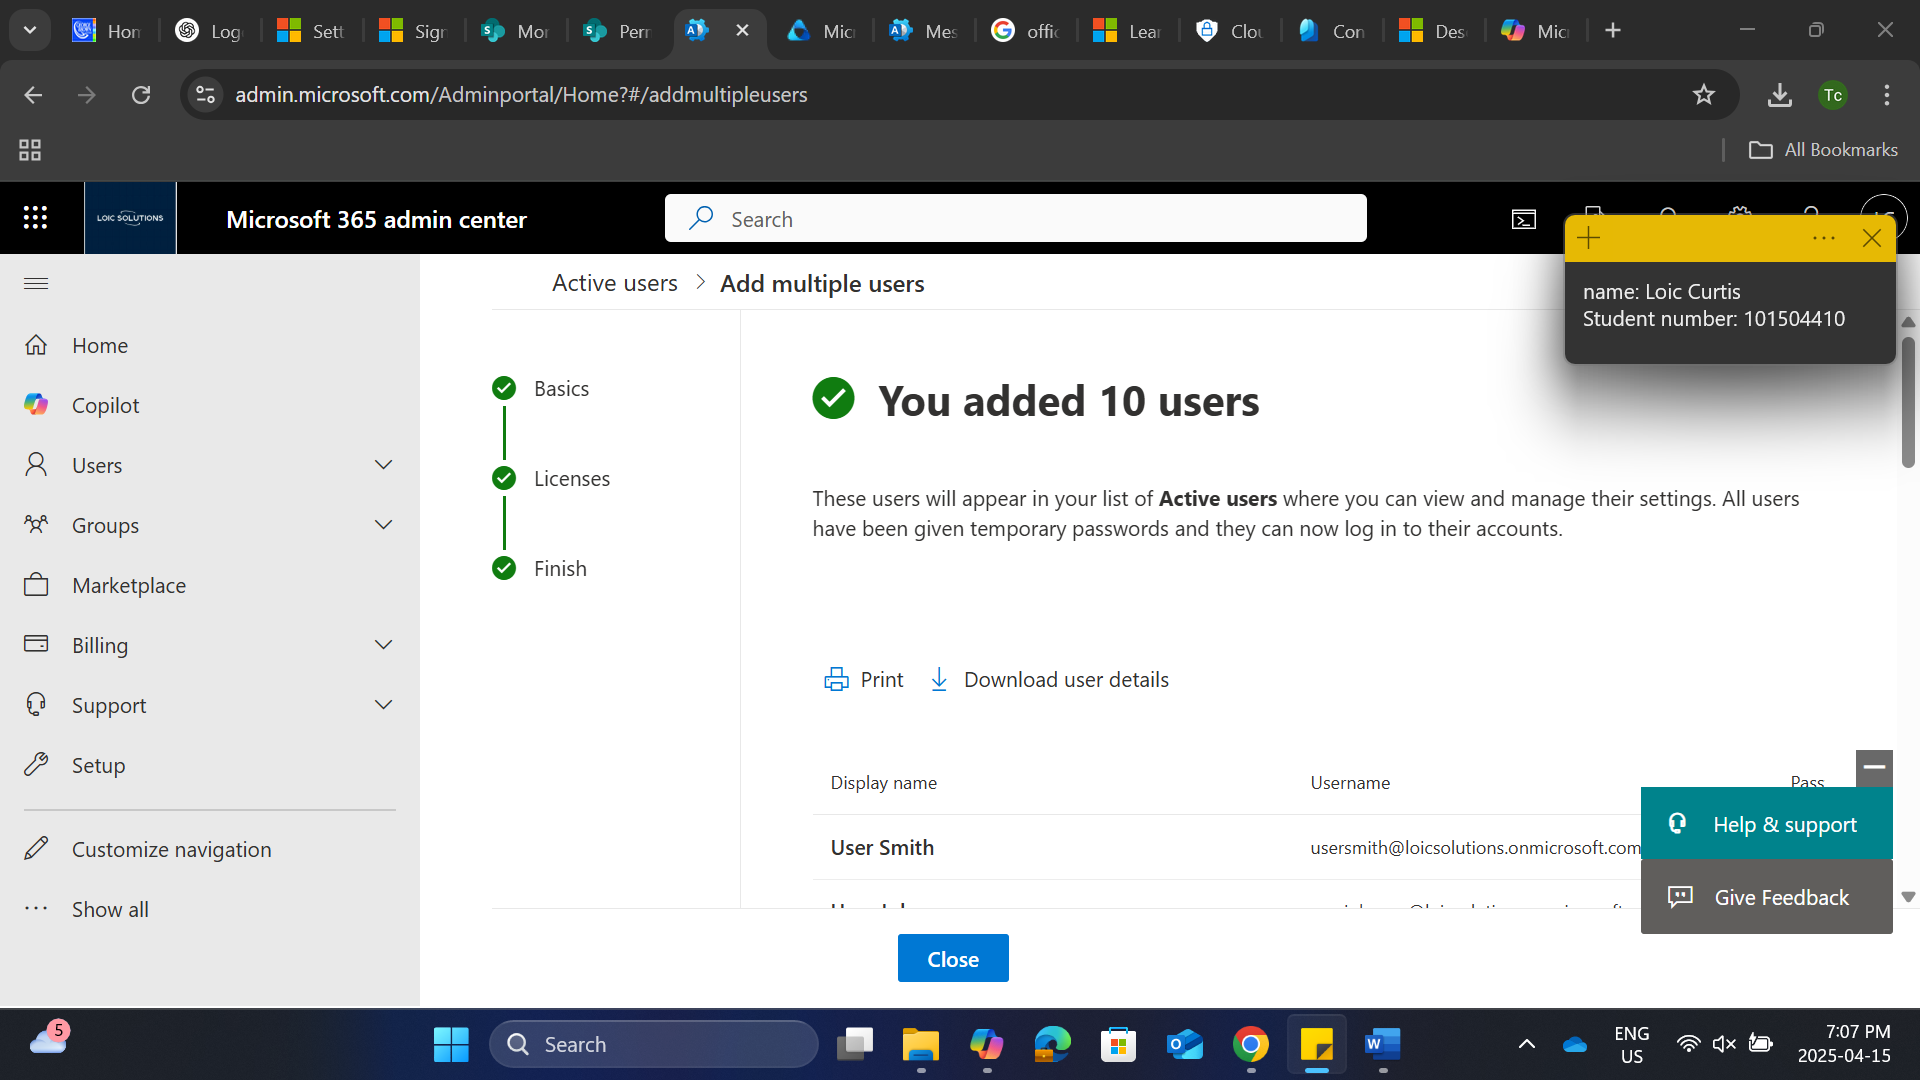 Hon
Log
Sett
Sign
Mor
Perr
Micr
Mes
offic
Lear
Clou
Con
Des
Micr
admin.microsoft.com/Adminportal/Home?#/addmultipleusers
Tc
All Bookmarks
LOIC SOLUTIONS
Microsoft 365 admin center
Search
name: Loic Curtis
Student number: 101504410
Active users > Add multiple users
Home
Copilot
Users
Groups
Marketplace
Billing
Support
Setup
Customize navigation
Show all
Basics
Licenses
Finish
You added 10 users
These users will appear in your list of Active users where you can view and manage their settings. All users
have been given temporary passwords and they can now log in to their accounts.
Print
Download user details
Display name Username Pass
User Smith usersmith@loicsolutions.onmicrosoft.com
Help & support
Give Feedback
Close
5
Search
ENG
US
7:07 PM
2025-04-15